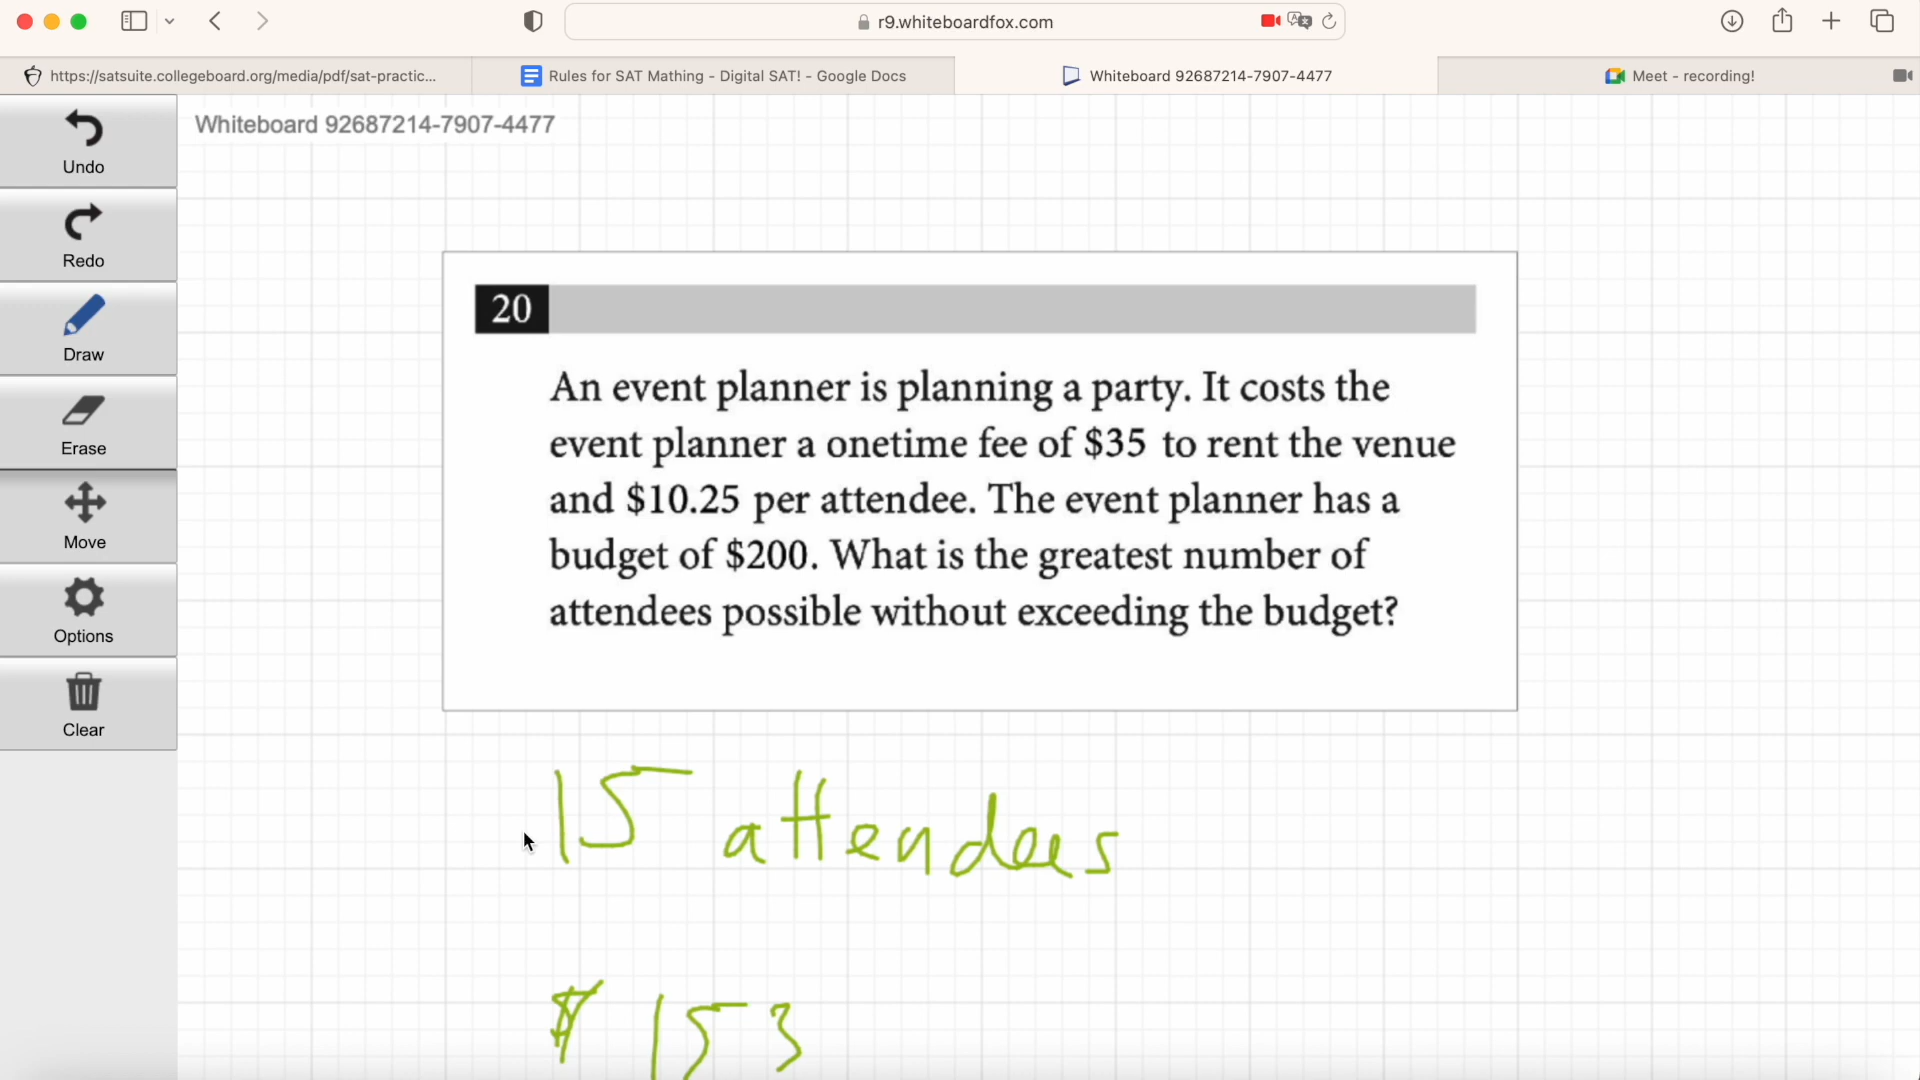 r9.whiteboardfox.com
https://satsuite.collegeboard.org/media/pdf/sat-practic...
Rules for SAT Mathing - Digital SAT! - Google Docs
Whiteboard 92687214-7907-4477
Meet - recording!
Undo
Redo
Draw
Erase
Move
Options
Clear
Whiteboard 92687214-7907-4477
20
An event planner is planning a party. It costs the
event planner a onetime fee of $35 to rent the venue
and $10.25 per attendee. The event planner has a
budget of $200. What is the greatest number of
attendees possible without exceeding the budget?
15 attendees
$ 153